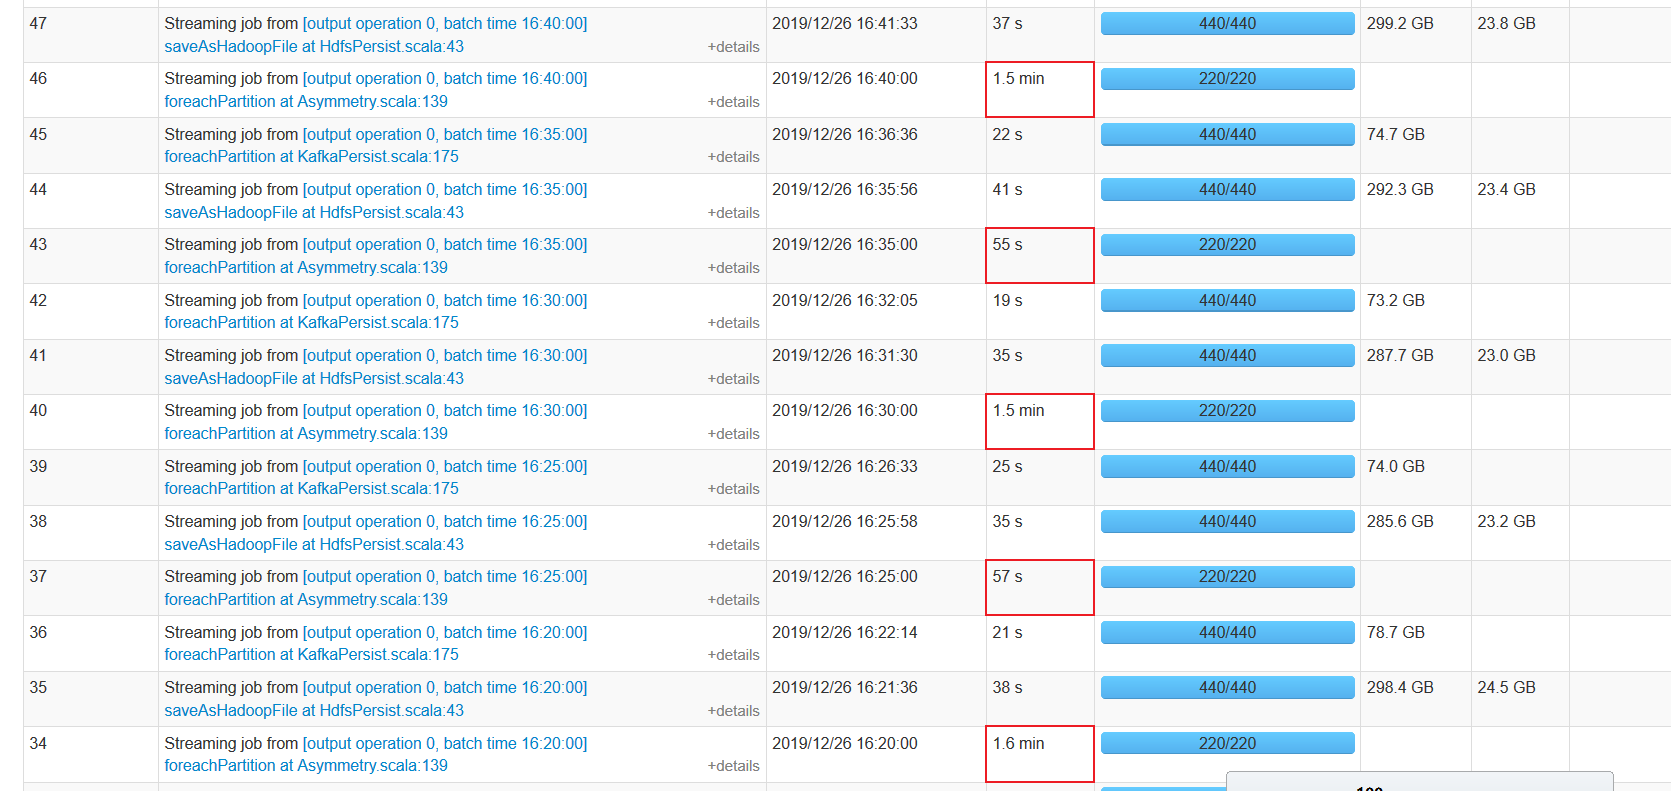 47 Streaming job from [output operation 0, batch time 16:40:00] 2019/12/26 16:41:33 37 s 440/440 299.2 GB 23.8 GB
saveAsHadoopFile at HdfsPersist.scala:43 +details
46 Streaming job from [output operation 0, batch time 16:40:00] 2019/12/26 16:40:00 1.5 min 220/220
foreachPartition at Asymmetry.scala:139 +details
45 Streaming job from [output operation 0, batch time 16:35:00] 2019/12/26 16:36:36 22 s 440/440 74.7 GB
foreachPartition at KafkaPersist.scala:175 +details
44 Streaming job from [output operation 0, batch time 16:35:00] 2019/12/26 16:35:56 41 s 440/440 292.3 GB 23.4 GB
saveAsHadoopFile at HdfsPersist.scala:43 +details
43 Streaming job from [output operation 0, batch time 16:35:00] 2019/12/26 16:35:00 55 s 220/220
foreachPartition at Asymmetry.scala:139 +details
42 Streaming job from [output operation 0, batch time 16:30:00] 2019/12/26 16:32:05 19 s 440/440 73.2 GB
foreachPartition at KafkaPersist.scala:175 +details
41 Streaming job from [output operation 0, batch time 16:30:00] 2019/12/26 16:31:30 35 s 440/440 287.7 GB 23.0 GB
saveAsHadoopFile at HdfsPersist.scala:43 +details
40 Streaming job from [output operation 0, batch time 16:30:00] 2019/12/26 16:30:00 1.5 min 220/220
foreachPartition at Asymmetry.scala:139 +details
39 Streaming job from [output operation 0, batch time 16:25:00] 2019/12/26 16:26:33 25 s 440/440 74.0 GB
foreachPartition at KafkaPersist.scala:175 +details
38 Streaming job from [output operation 0, batch time 16:25:00] 2019/12/26 16:25:58 35 s 440/440 285.6 GB 23.2 GB
saveAsHadoopFile at HdfsPersist.scala:43 +details
37 Streaming job from [output operation 0, batch time 16:25:00] 2019/12/26 16:25:00 57 s 220/220
foreachPartition at Asymmetry.scala:139 +details
36 Streaming job from [output operation 0, batch time 16:20:00] 2019/12/26 16:22:14 21 s 440/440 78.7 GB
foreachPartition at KafkaPersist.scala:175 +details
35 Streaming job from [output operation 0, batch time 16:20:00] 2019/12/26 16:21:36 38 s 440/440 298.4 GB 24.5 GB
saveAsHadoopFile at HdfsPersist.scala:43 +details
34 Streaming job from [output operation 0, batch time 16:20:00] 2019/12/26 16:20:00 1.6 min 220/220
foreachPartition at Asymmetry.scala:139 +details